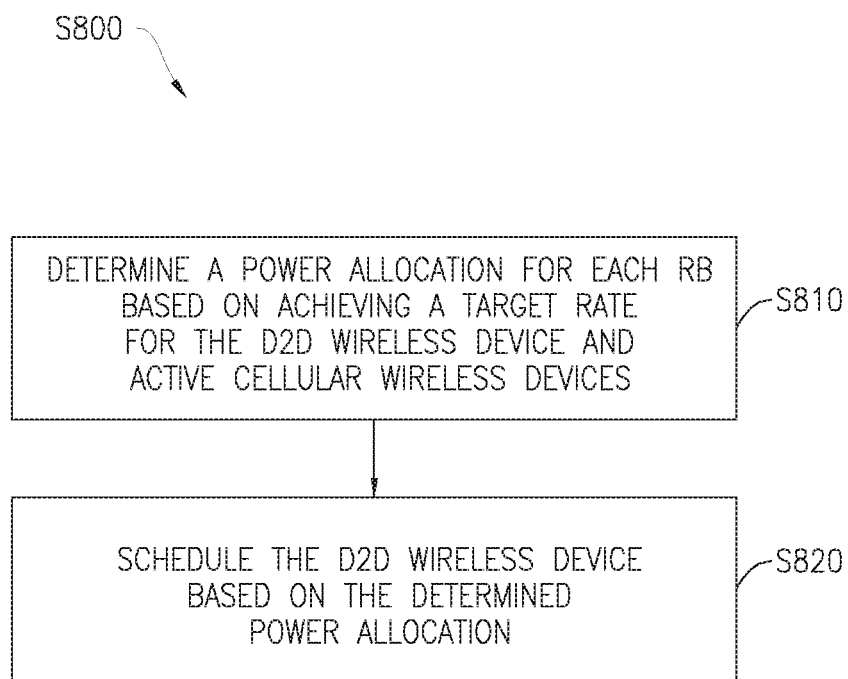 S800
DETERMINE A POWER ALLOCATION FOR EACH RB
BASED ON ACHIEVING A TARGET RATE
FOR THE D2D WIRELESS DEVICE AND
ACTIVE CELLULAR WIRELESS DEVICES
S810
SCHEDULE THE D2D WIRELESS DEVICE
BASED ON THE DETERMINED
POWER ALLOCATION
S820